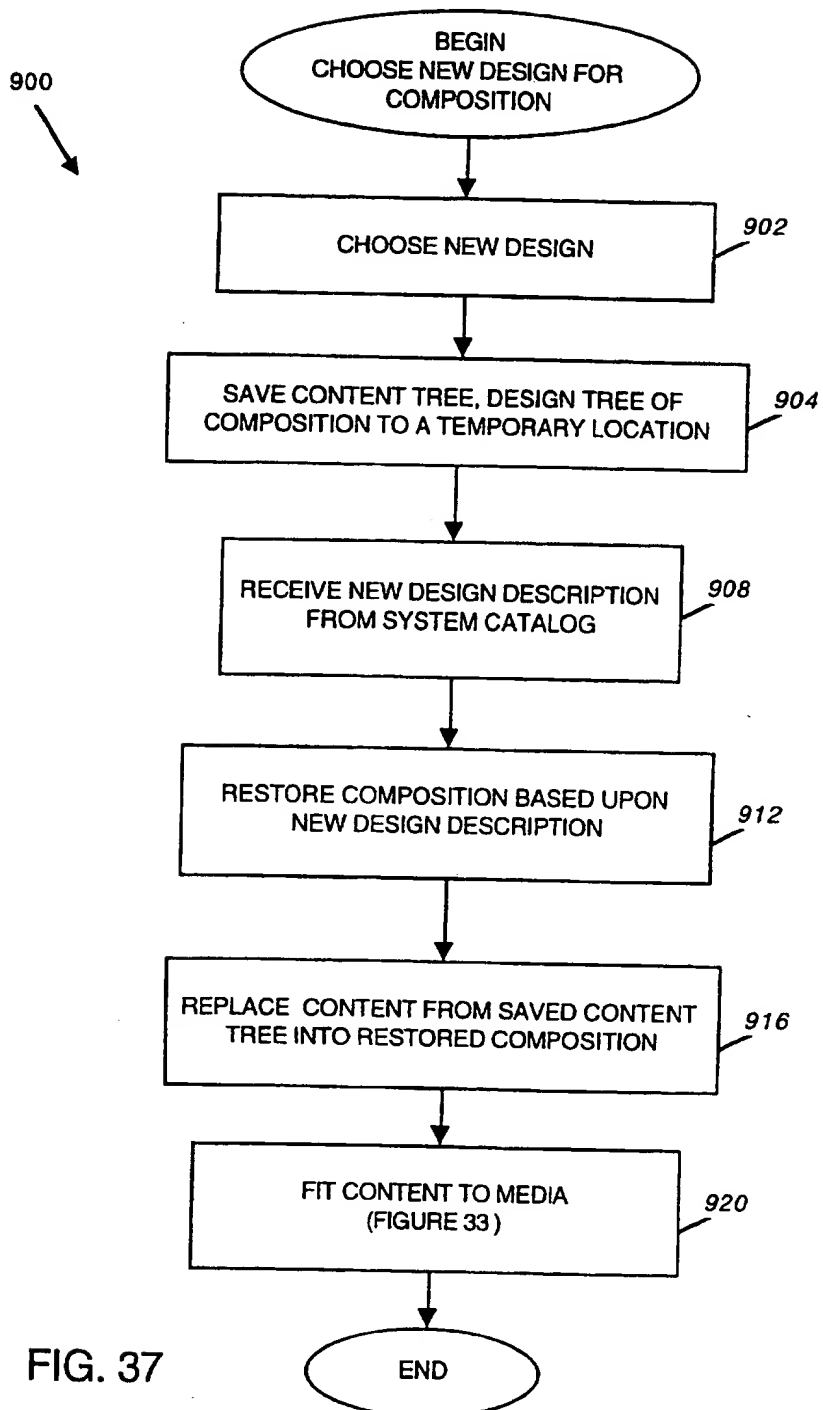 BEGIN
CHOOSE NEW DESIGN FOR
COMPOSITION
900
CHOOSE NEW DESIGN
902
SAVE CONTENT TREE, DESIGN TREE OF
COMPOSITION TO A TEMPORARY LOCATION
904
RECEIVE NEW DESIGN DESCRIPTION
FROM SYSTEM CATALOG
908
RESTORE COMPOSITION BASED UPON
NEW DESIGN DESCRIPTION
912
REPLACE CONTENT FROM SAVED CONTENT
TREE INTO RESTORED COMPOSITION
916
FIT CONTENT TO MEDIA
(FIGURE 33 )
920
END
FIG. 37